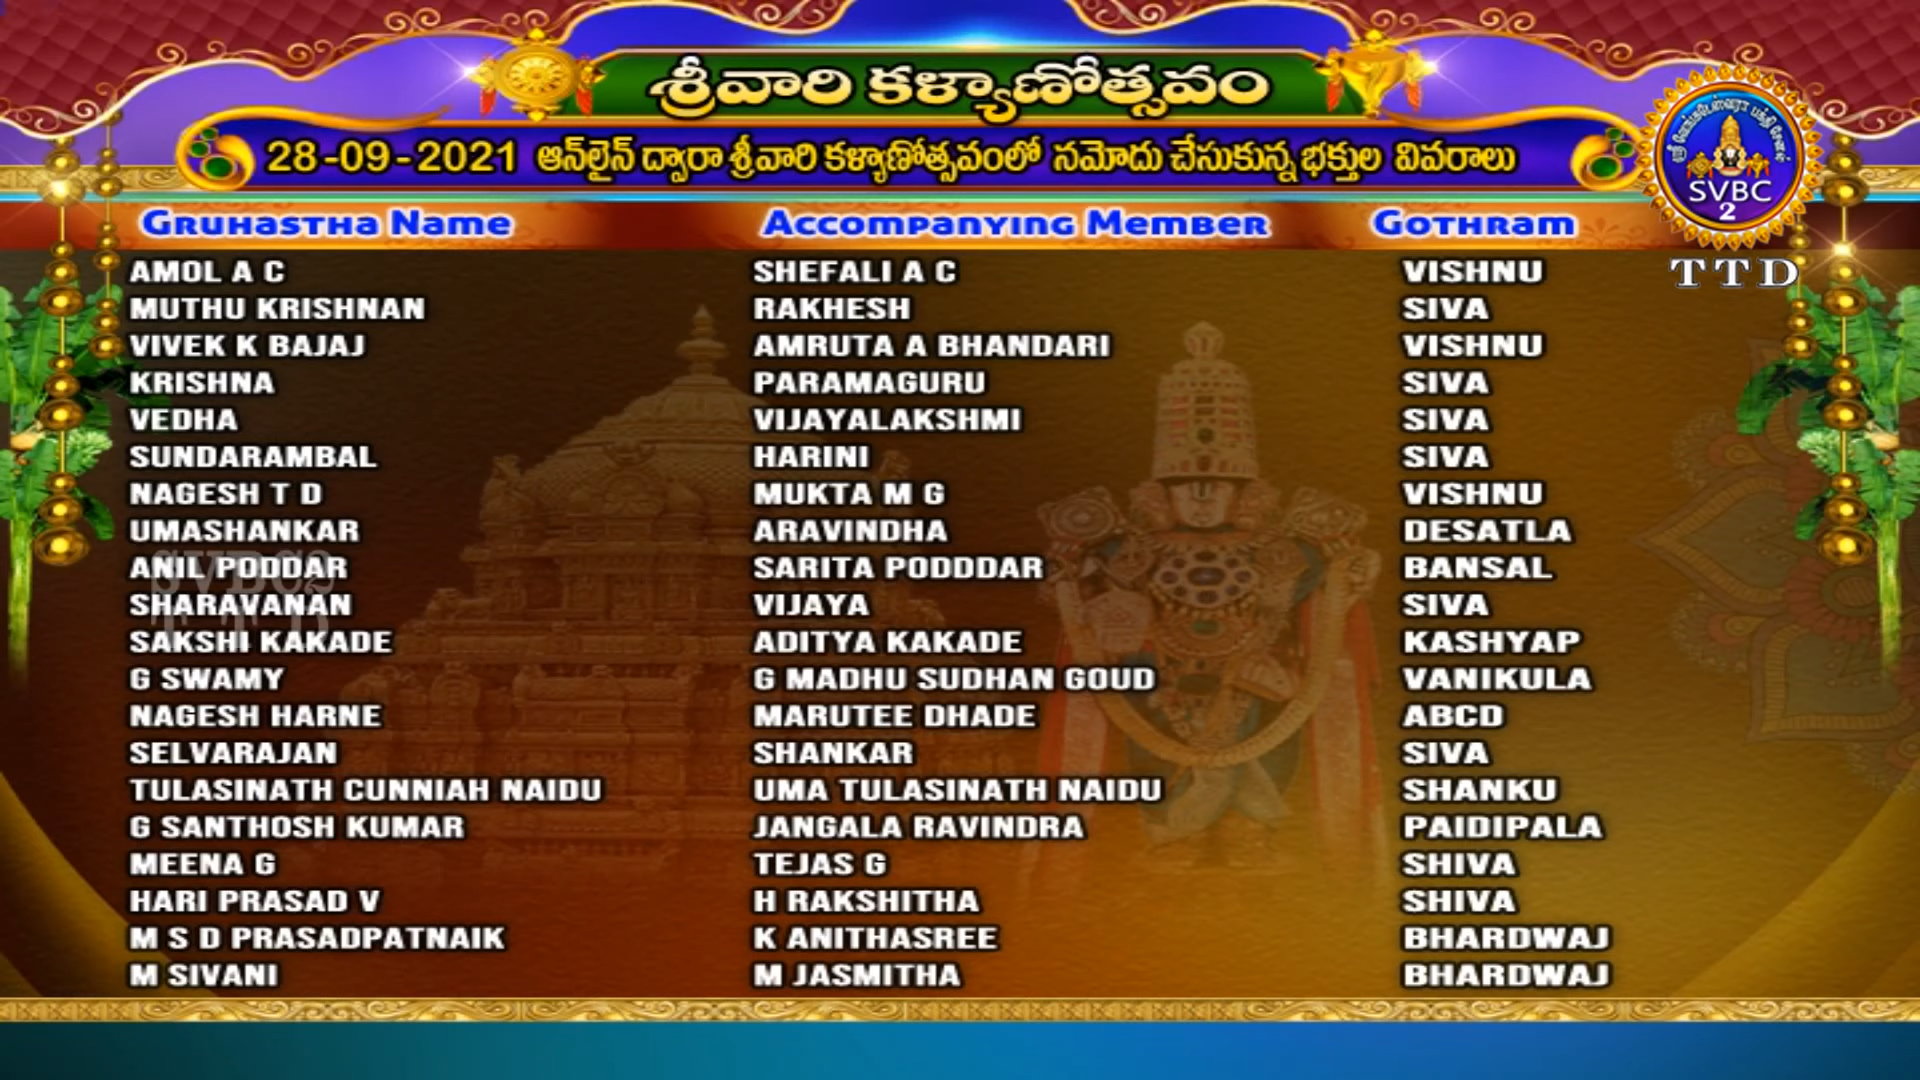 శ్రీవారి కళ్యాణోత్సవం
28-09-2021 ఆన్‌లైన్ ద్వారా శ్రీవారి కళ్యాణోత్సవంలో నమోదు చేసుకున్న భక్తుల వివరాలు
SVBC
2
TTD
Gruhastha Name Accompanying Member Gothram
AMOL A C SHEFALI A C VISHNU
MUTHU KRISHNAN RAKHESH SIVA
VIVEK K BAJAJ AMRUTA A BHANDARI VISHNU
KRISHNA PARAMAGURU SIVA
VEDHA VIJAYALAKSHMI SIVA
SUNDARAMBAL HARINI SIVA
NAGESH T D MUKTA M G VISHNU
UMASHANKAR ARAVINDHA DESATLA
ANIL PODDAR SARITA PODDDAR BANSAL
SHARAVANAN VIJAYA SIVA
SAKSHI KAKADE ADITYA KAKADE KASHYAP
G SWAMY G MADHU SUDHAN GOUD VANIKULA
NAGESH HARNE MARUTEE DHADE ABCD
SELVARAJAN SHANKAR SIVA
TULASINATH CUNNIAH NAIDU UMA TULASINATH NAIDU SHANKU
G SANTHOSH KUMAR JANGALA RAVINDRA PAIDIPALA
MEENA G TEJAS G SHIVA
HARI PRASAD V H RAKSHITHA SHIVA
M S D PRASADPATNAIK K ANITHASREE BHARDWAJ
M SIVANI M JASMITHA BHARDWAJ